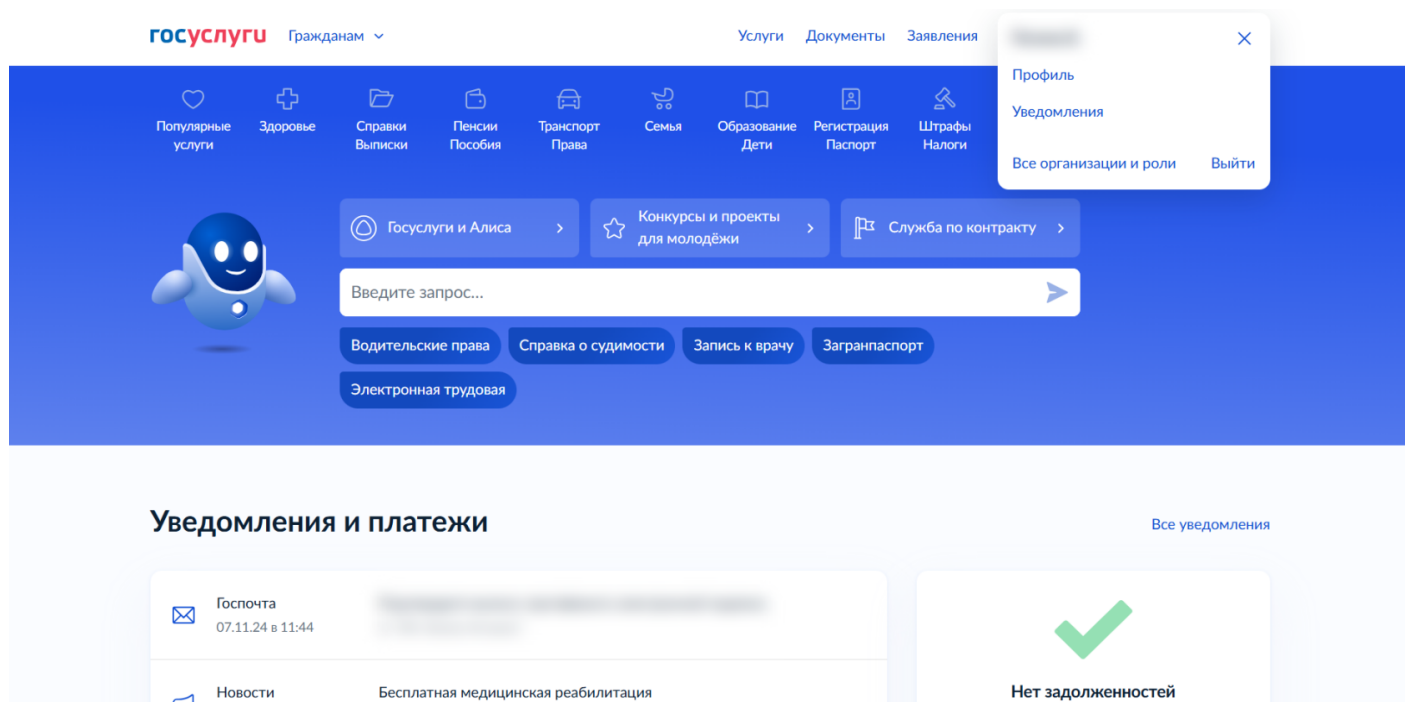 госуслуги Гражданам
Услуги Документы Заявления
Профиль
Уведомления
Все организации и роли Выйти
Популярные услуги
Здоровье
Справки Выписки
Пенсии Пособия
Транспорт Права
Семья
Образование Дети
Регистрация Паспорт
Штрафы Налоги
Госуслуги и Алиса
Конкурсы и проекты
для молодёжи
Служба по контракту
Введите запрос...
Водительские права Справка о судимости Запись к врачу Загранпаспорт
Электронная трудовая
Уведомления и платежи
Все уведомления
Госпочта
07.11.24 в 11:44
Новости Бесплатная медицинская реабилитация
Нет задолженностей